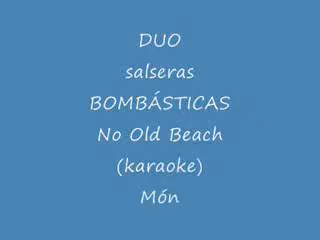 DUO
salseras
BOMBÁSTICAS
No Old Beach
(karaoke)
Món